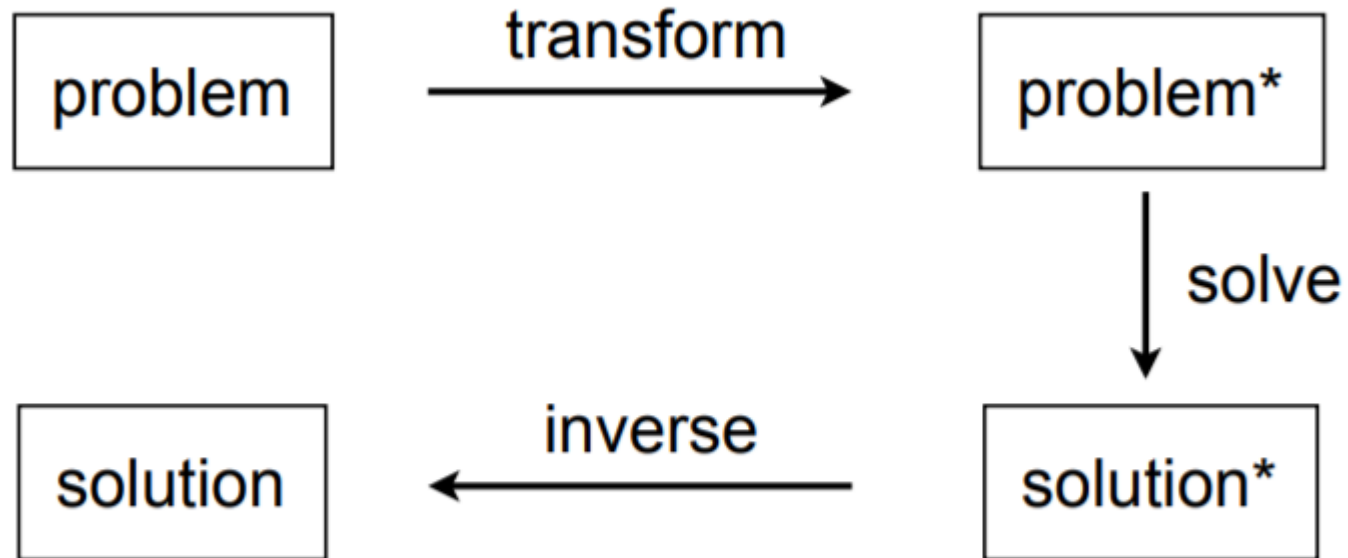 transform
problem
problem*
solve
inverse
solution
solution*